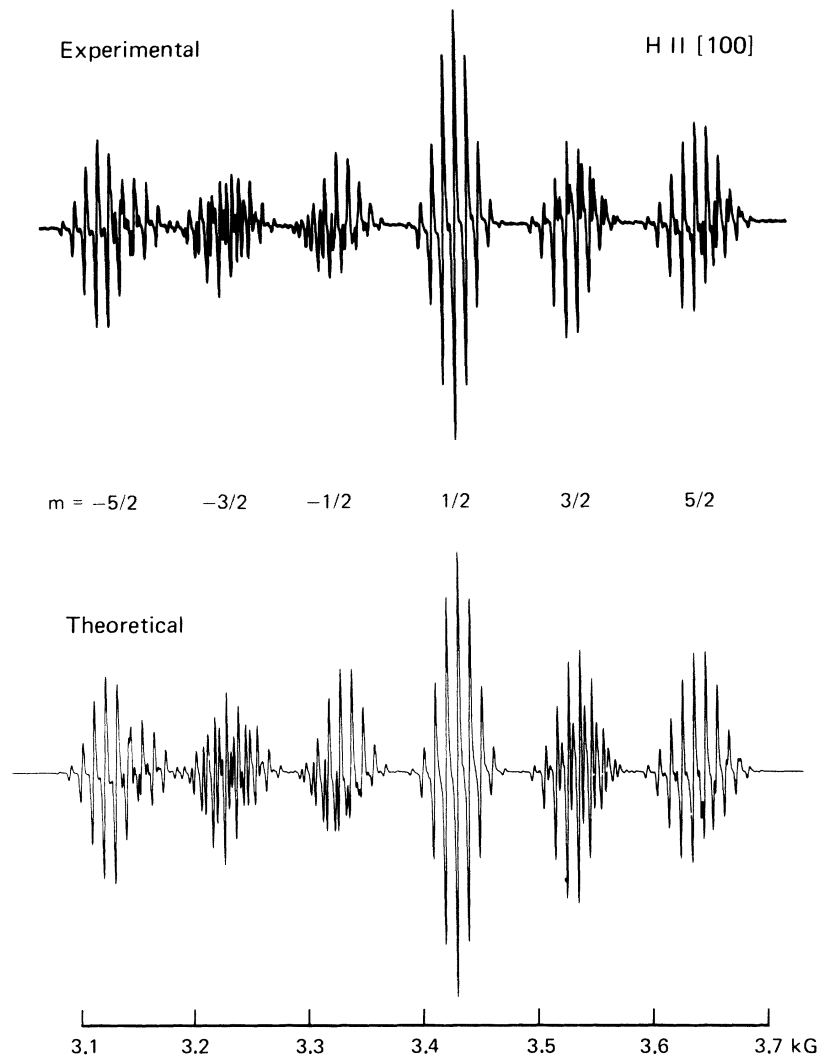 Experimental
H II [100]
m = −5/2 −3/2 −1/2 1/2 3/2 5/2
Theoretical
3.1 3.2 3.3 3.4 3.5 3.6 3.7 kG